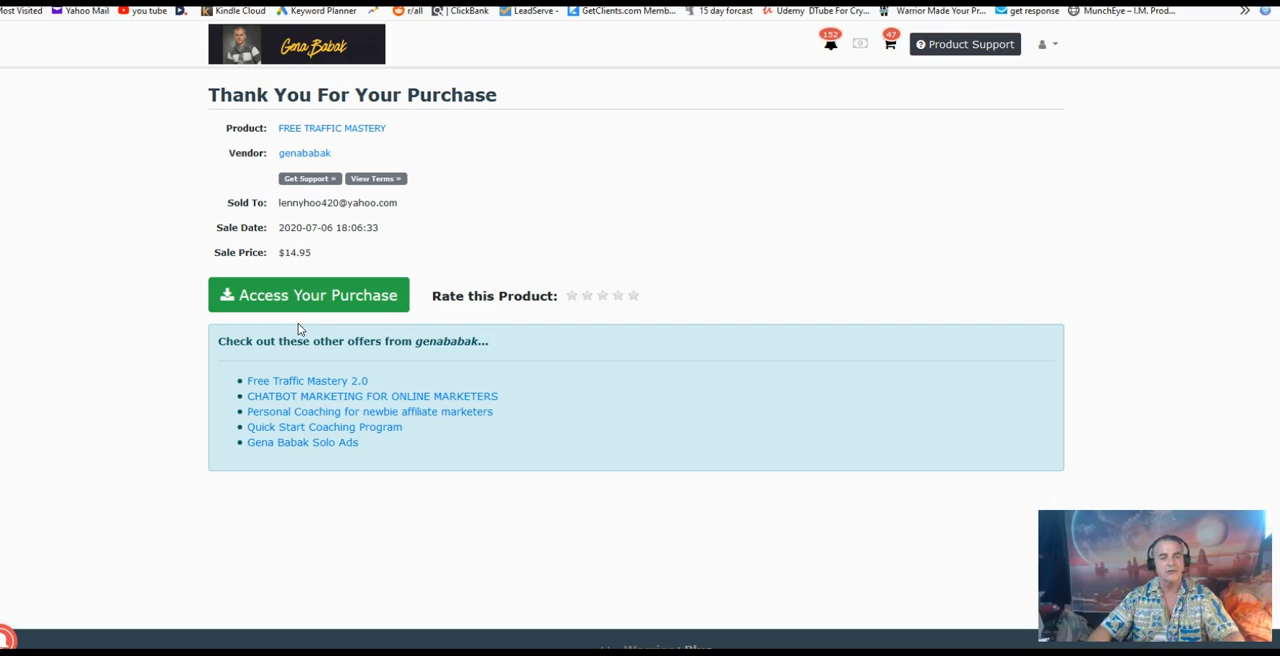 Most Visited Yahoo Mail you tube Kindle Cloud Keyword Planner r/all | ClickBank LeadServe - GetClients.com Memb... 15 day forcast Udemy DTube For Cry... Warrior Made Your Pr... get response MunchEye – I.M. Prod...
Gena Babak
152 47 Product Support
Thank You For Your Purchase
Product: FREE TRAFFIC MASTERY
Vendor: genababak
Get Support » View Terms »
Sold To: lennyhoo420@yahoo.com
Sale Date: 2020-07-06 18:06:33
Sale Price: $14.95
Access Your Purchase Rate this Product:
Check out these other offers from genababak...
• Free Traffic Mastery 2.0
• CHATBOT MARKETING FOR ONLINE MARKETERS
• Personal Coaching for newbie affiliate marketers
• Quick Start Coaching Program
• Gena Babak Solo Ads